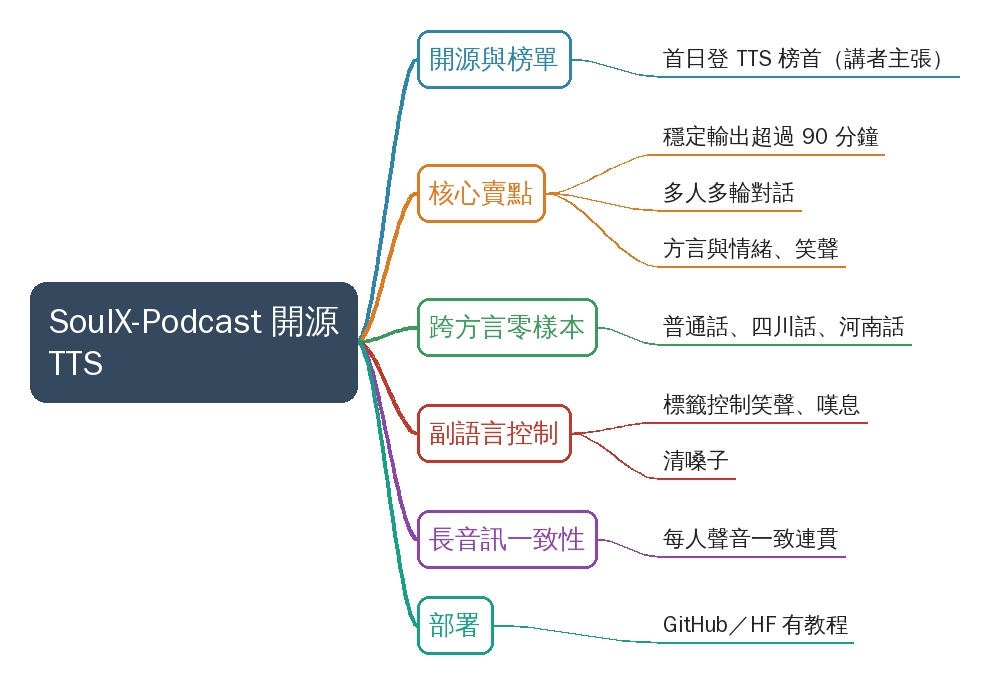 SoulX-Podcast 開源
TTS
開源與榜單
首日登 TTS 榜首（講者主張）
核心賣點
穩定輸出超過 90 分鐘
多人多輪對話
方言與情緒、笑聲
跨方言零樣本
普通話、四川話、河南話
副語言控制
標籤控制笑聲、嘆息
清嗓子
長音訊一致性
每人聲音一致連貫
部署
GitHub／HF 有教程